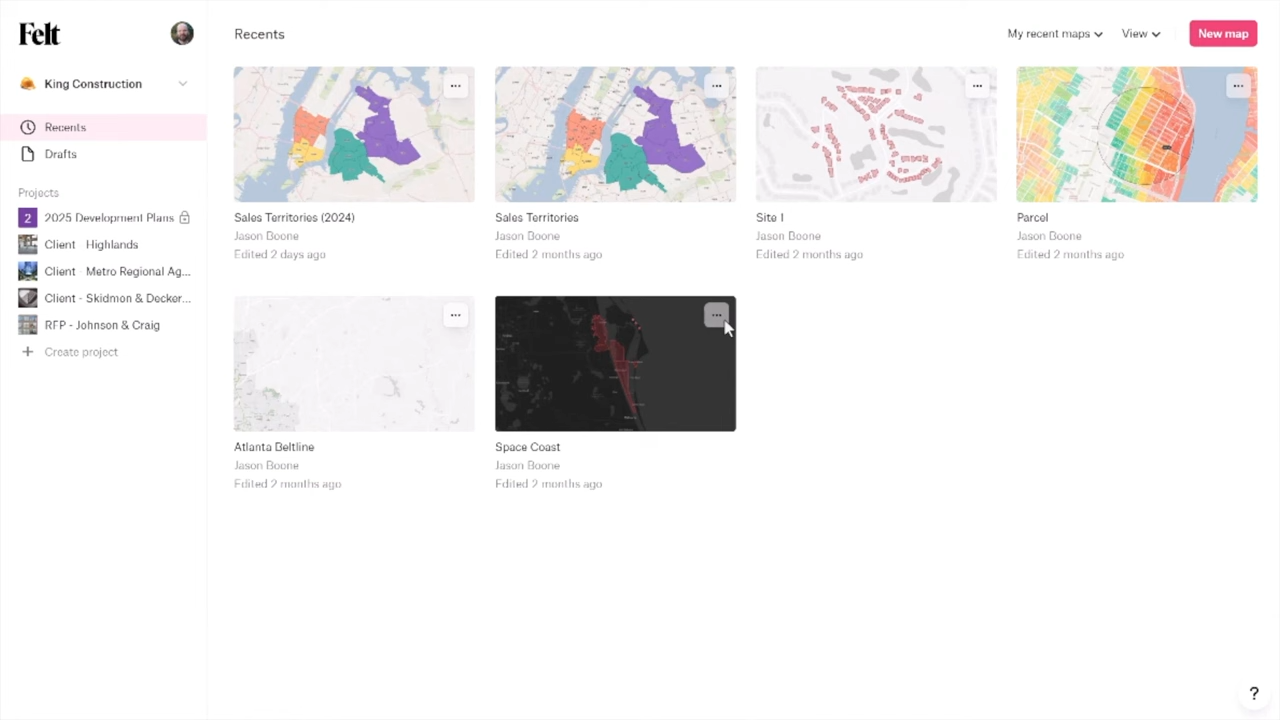 Felt
King Construction
Recents
Drafts
Projects
2 2025 Development Plans
Client - Highlands
Client - Metro Regional Ag...
Client - Skidmon & Decker...
RFP - Johnson & Craig
Create project
Recents
My recent maps
View
New map
Sales Territories (2024)
Jason Boone
Edited 2 days ago
Sales Territories
Jason Boone
Edited 2 months ago
Site 1
Jason Boone
Edited 2 months ago
Parcel
Jason Boone
Edited 2 months ago
Atlanta Beltline
Jason Boone
Edited 2 months ago
Space Coast
Jason Boone
Edited 2 months ago
?